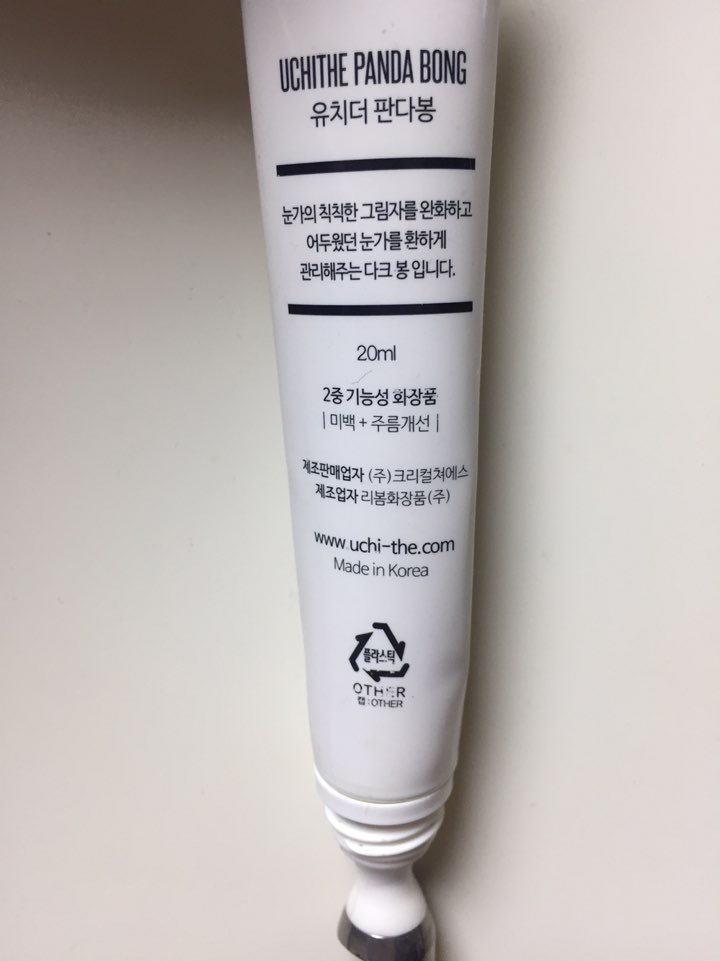 UCHITHE PANDA BONG
유치더 판다봉
눈가의 칙칙한 그림자를 완화하고
어두웠던 눈가를 환하게
관리해주는 다크 봉 입니다.
20ml
2중 기능성 화장품
| 미백 + 주름개선 |
제조판매업자 (주)크리컬쳐에스
제조업자 리봄화장품(주)
www.uchi-the.com
Made in Korea
플라스틱
OTHER
캡:OTHER